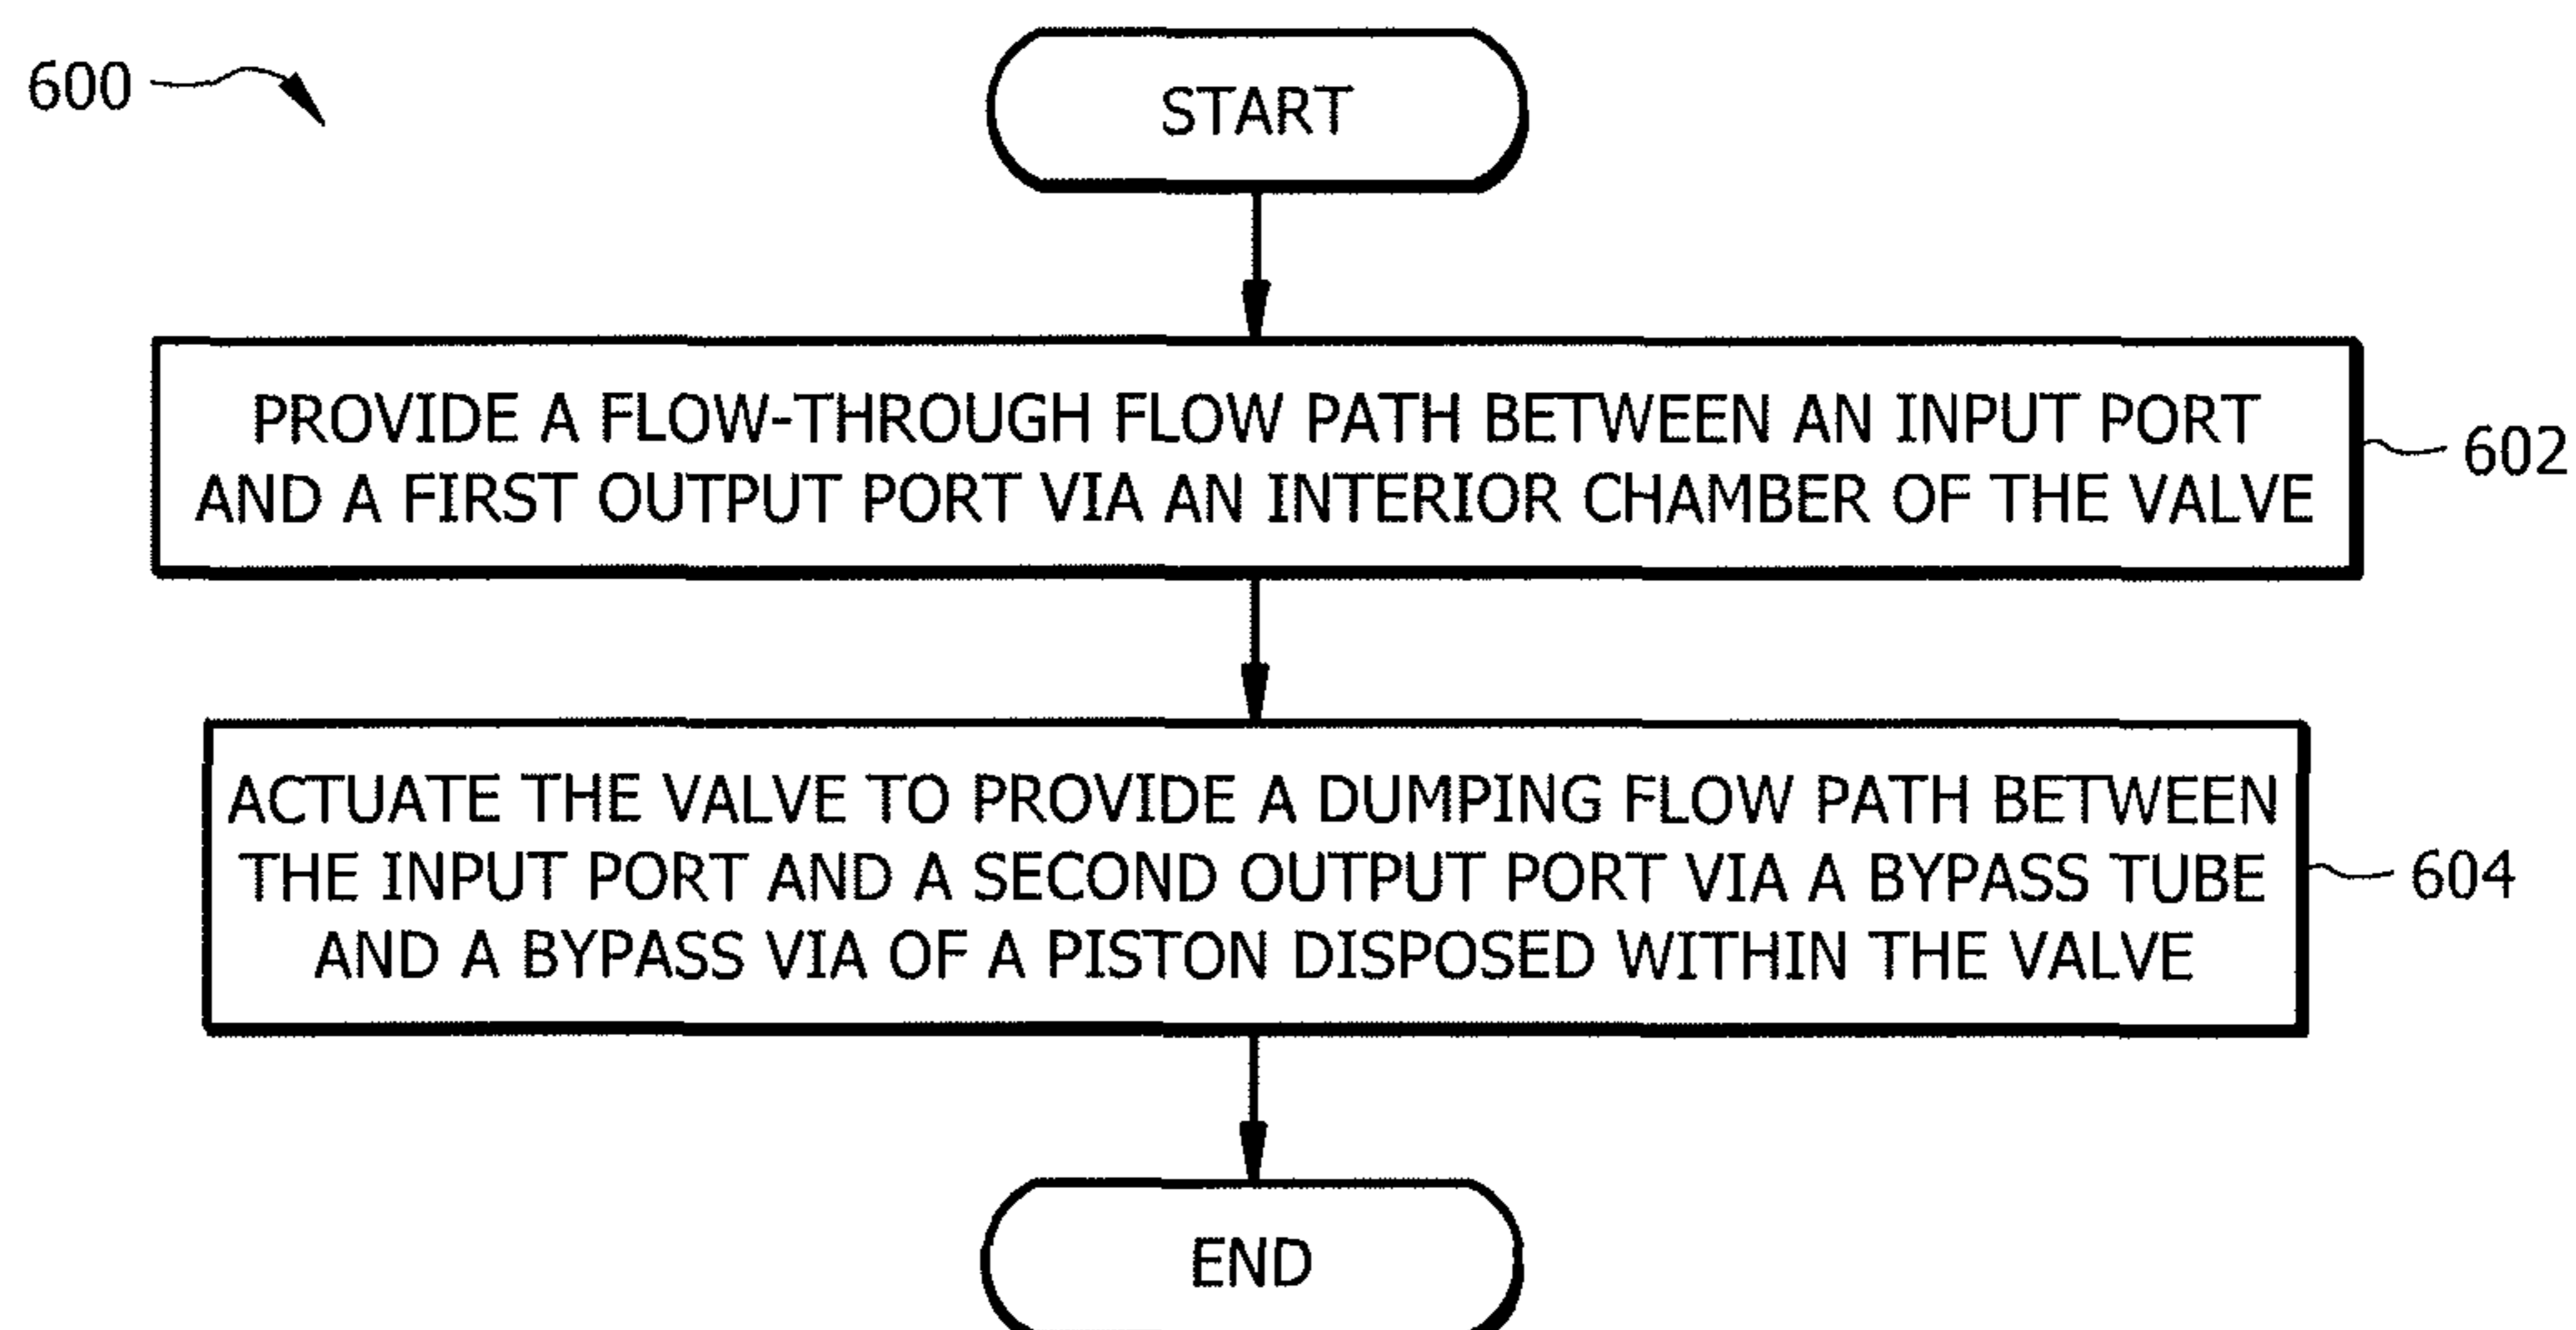 600
START
PROVIDE A FLOW-THROUGH FLOW PATH BETWEEN AN INPUT PORT
AND A FIRST OUTPUT PORT VIA AN INTERIOR CHAMBER OF THE VALVE
602
ACTUATE THE VALVE TO PROVIDE A DUMPING FLOW PATH BETWEEN
THE INPUT PORT AND A SECOND OUTPUT PORT VIA A BYPASS TUBE
AND A BYPASS VIA OF A PISTON DISPOSED WITHIN THE VALVE
604
END